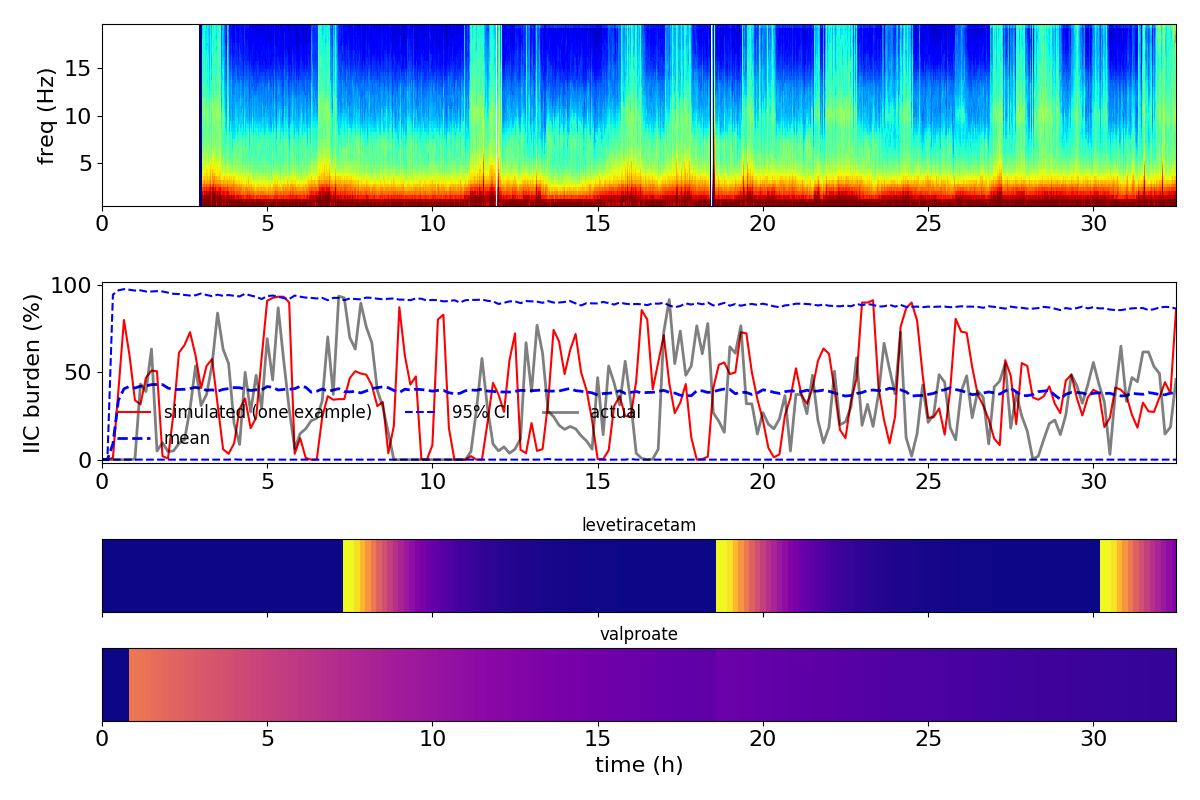 freq (Hz)
15
10
5
0 5 10 15 20 25 30
IIC burden (%)
100
50
0
simulated (one example) 95% CI actual
mean
0 5 10 15 20 25 30
levetiracetam
valproate
0 5 10 15 20 25 30
time (h)